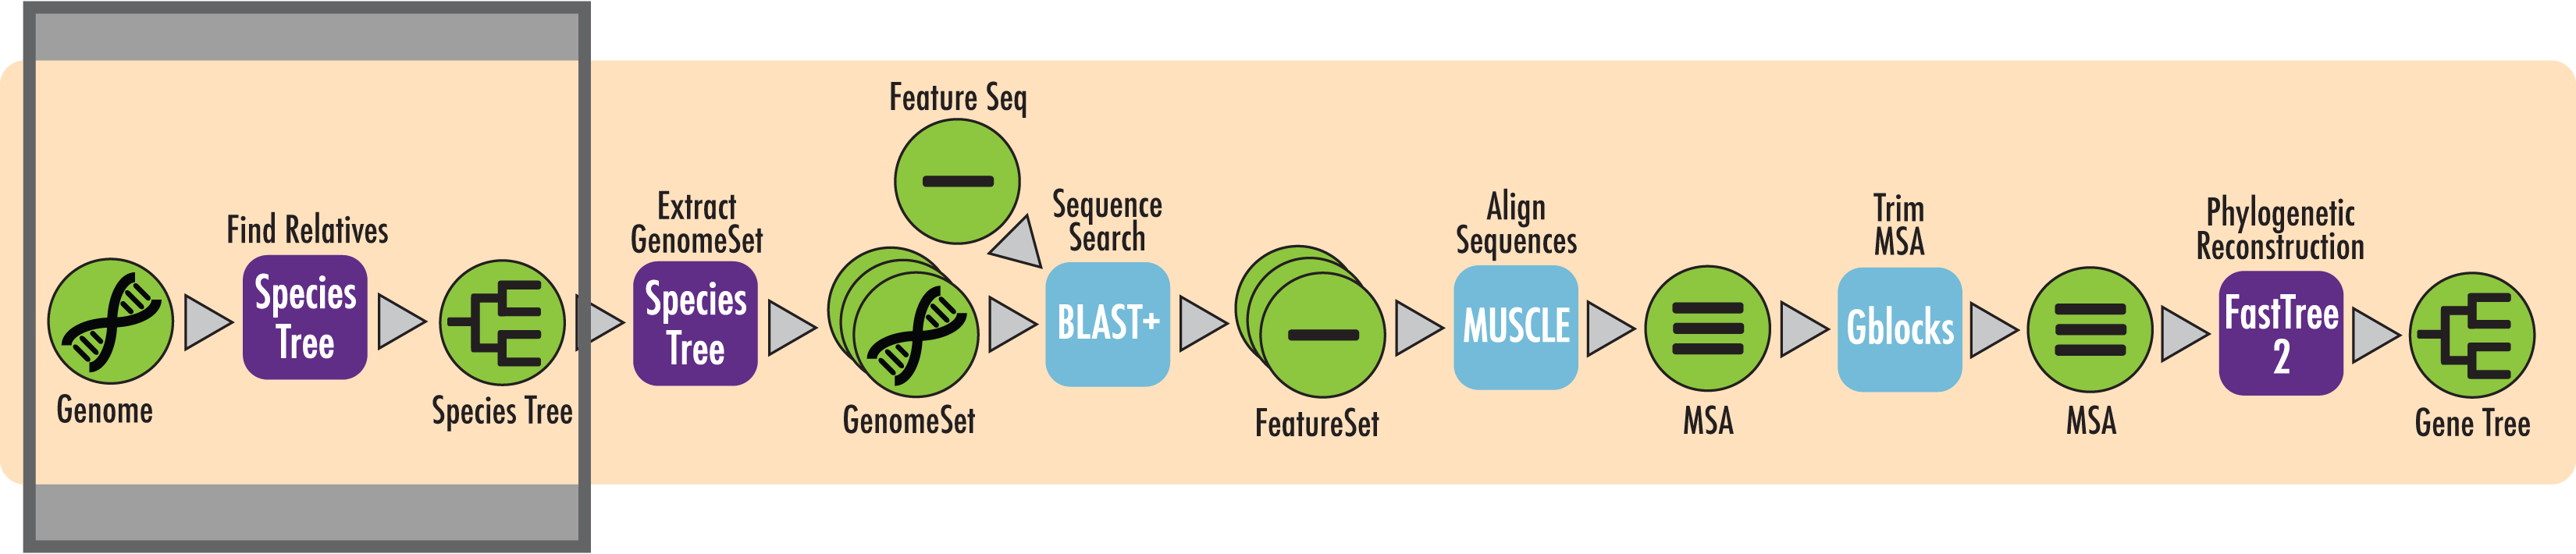 Genome
Find Relatives
Species
Tree
Species Tree
Extract
GenomeSet
Species
Tree
Feature Seq
GenomeSet
Sequence
Search
BLAST+
FeatureSet
Align
Sequences
MUSCLE
MSA
Trim
MSA
Gblocks
MSA
Phylogenetic
Reconstruction
FastTree
2
Gene Tree